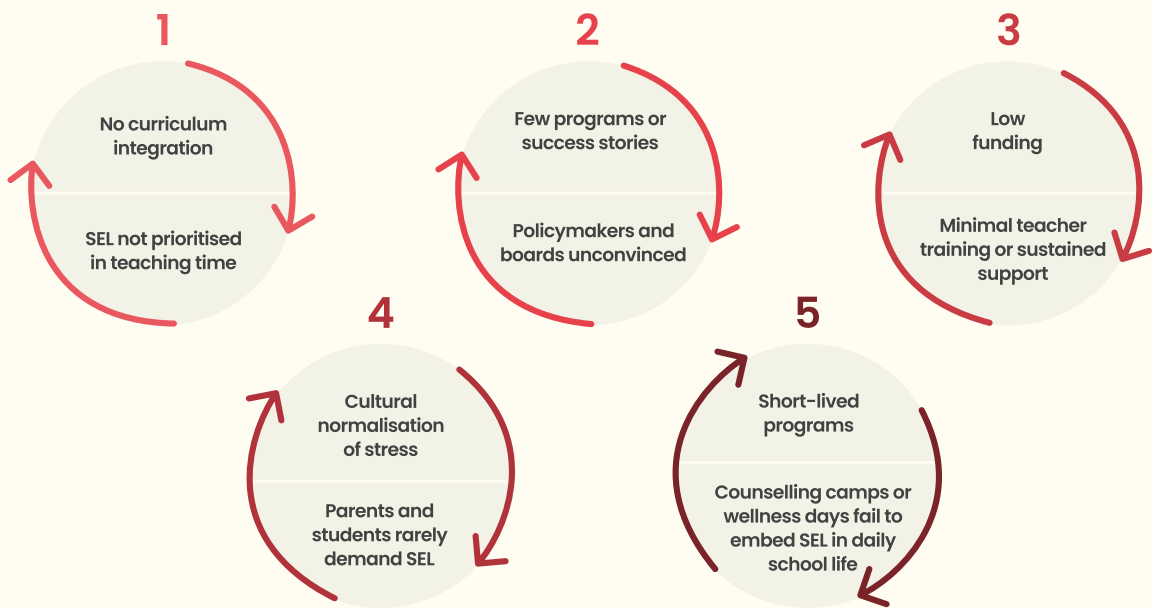 1
No curriculum
integration
SEL not prioritised
in teaching time
2
Few programs or
success stories
Policymakers and
boards unconvinced
3
Low
funding
Minimal teacher
training or sustained
support
4
Cultural
normalisation
of stress
Parents and
students rarely
demand SEL
5
Short-lived
programs
Counselling camps or
wellness days fail to
embed SEL in daily
school life